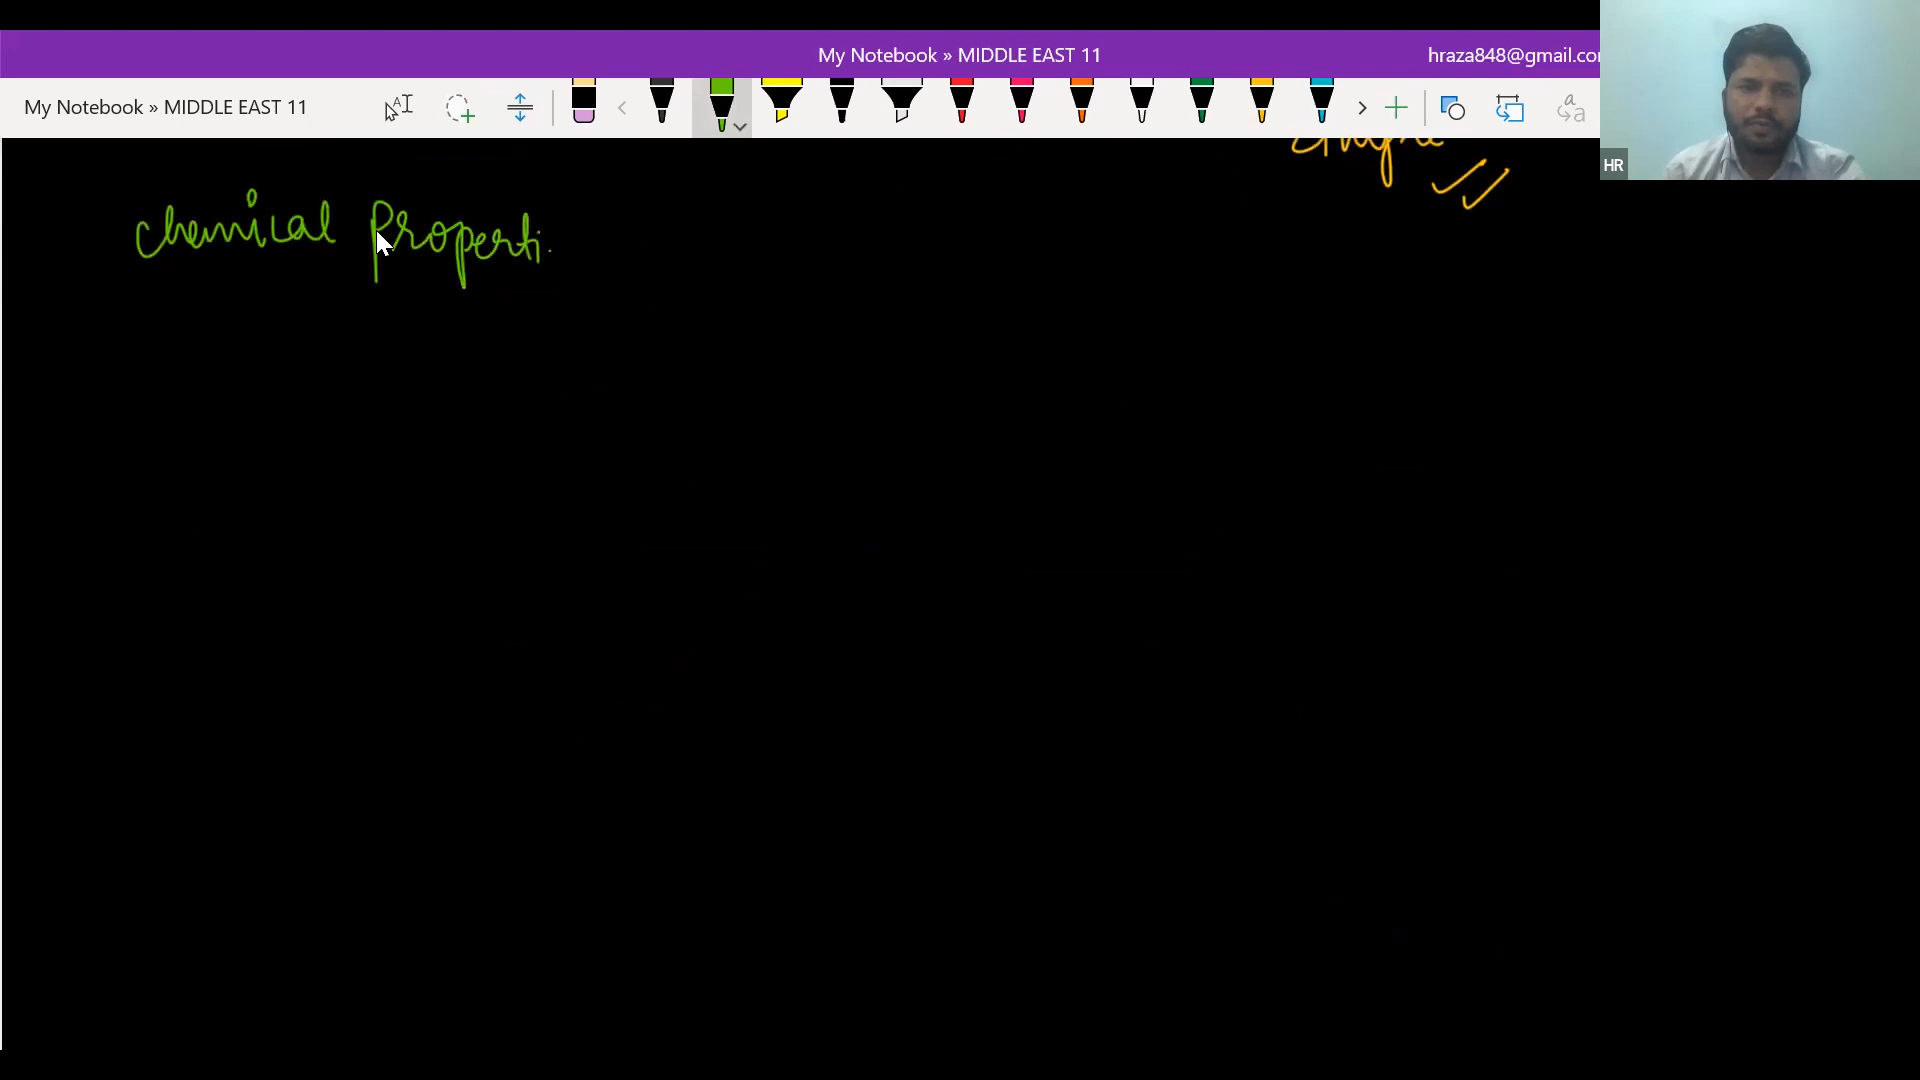 My Notebook » MIDDLE EAST 11
hraza848@gmail.co
My Notebook » MIDDLE EAST 11
HR
chemical Properti